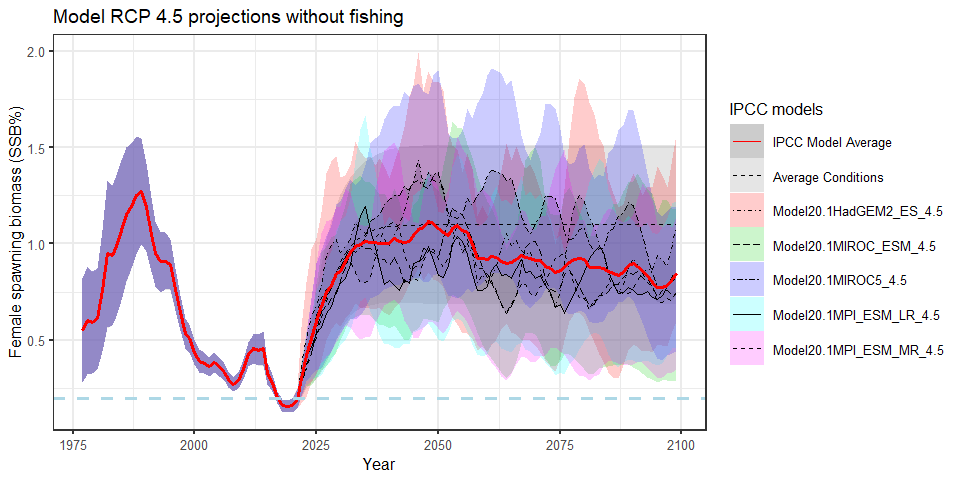 Model RCP 4.5 projections without fishing
Female spawning biomass (SSB%)
2.0
1.5
1.0
0.5
1975
2000
2025
2050
2075
2100
Year
IPCC models
IPCC Model Average
Average Conditions
Model20.1HadGEM2_ES_4.5
Model20.1MIROC_ESM_4.5
Model20.1MIROC5_4.5
Model20.1MPI_ESM_LR_4.5
Model20.1MPI_ESM_MR_4.5